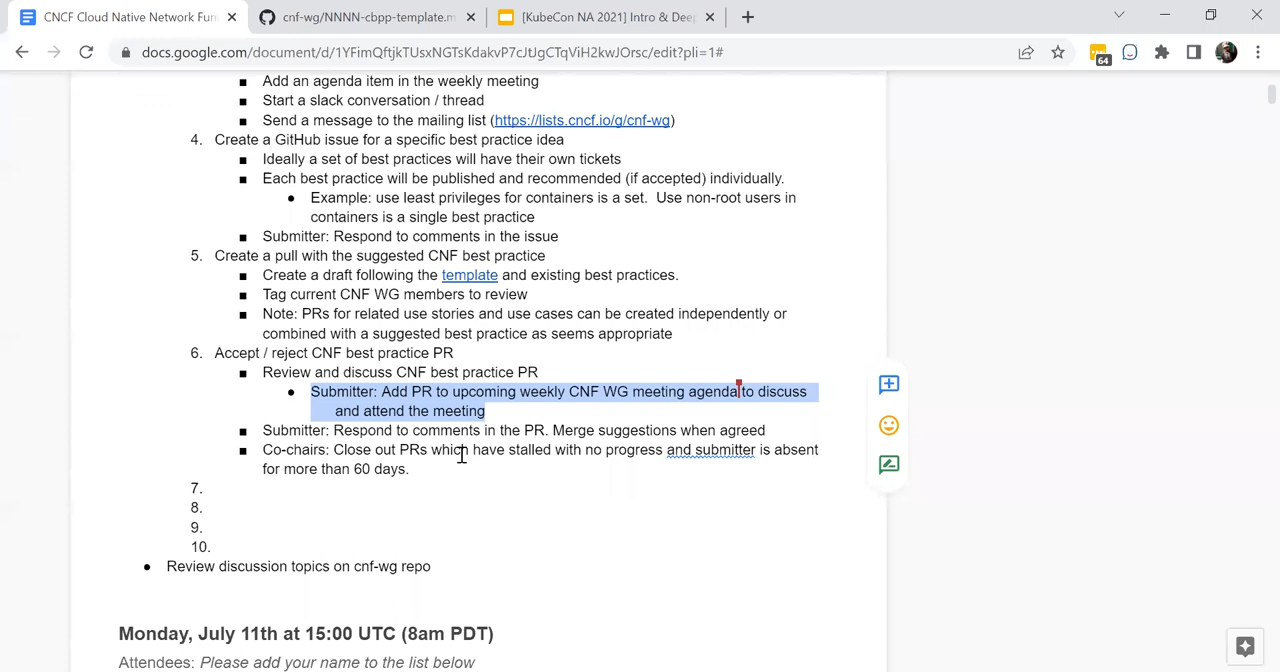 CNCF Cloud Native Network Fun
cnf-wg/NNNN-cbpp-template.m
[KubeCon NA 2021] Intro & Deep
docs.google.com/document/d/1YFimQftjkTUsxNGTsKdakvP7cJtJgCTqViH2kwJOrsc/edit?pli=1#
64
■ Add an agenda item in the weekly meeting
■ Start a slack conversation / thread
■ Send a message to the mailing list (https://lists.cncf.io/g/cnf-wg)
4. Create a GitHub issue for a specific best practice idea
■ Ideally a set of best practices will have their own tickets
■ Each best practice will be published and recommended (if accepted) individually.
● Example: use least privileges for containers is a set. Use non-root users in
containers is a single best practice
■ Submitter: Respond to comments in the issue
5. Create a pull with the suggested CNF best practice
■ Create a draft following the template and existing best practices.
■ Tag current CNF WG members to review
■ Note: PRs for related use stories and use cases can be created independently or
combined with a suggested best practice as seems appropriate
6. Accept / reject CNF best practice PR
■ Review and discuss CNF best practice PR
● Submitter: Add PR to upcoming weekly CNF WG meeting agenda to discuss
and attend the meeting
■ Submitter: Respond to comments in the PR. Merge suggestions when agreed
■ Co-chairs: Close out PRs which have stalled with no progress and submitter is absent
for more than 60 days.
7.
8.
9.
10.
● Review discussion topics on cnf-wg repo
Monday, July 11th at 15:00 UTC (8am PDT)
Attendees: Please add your name to the list below